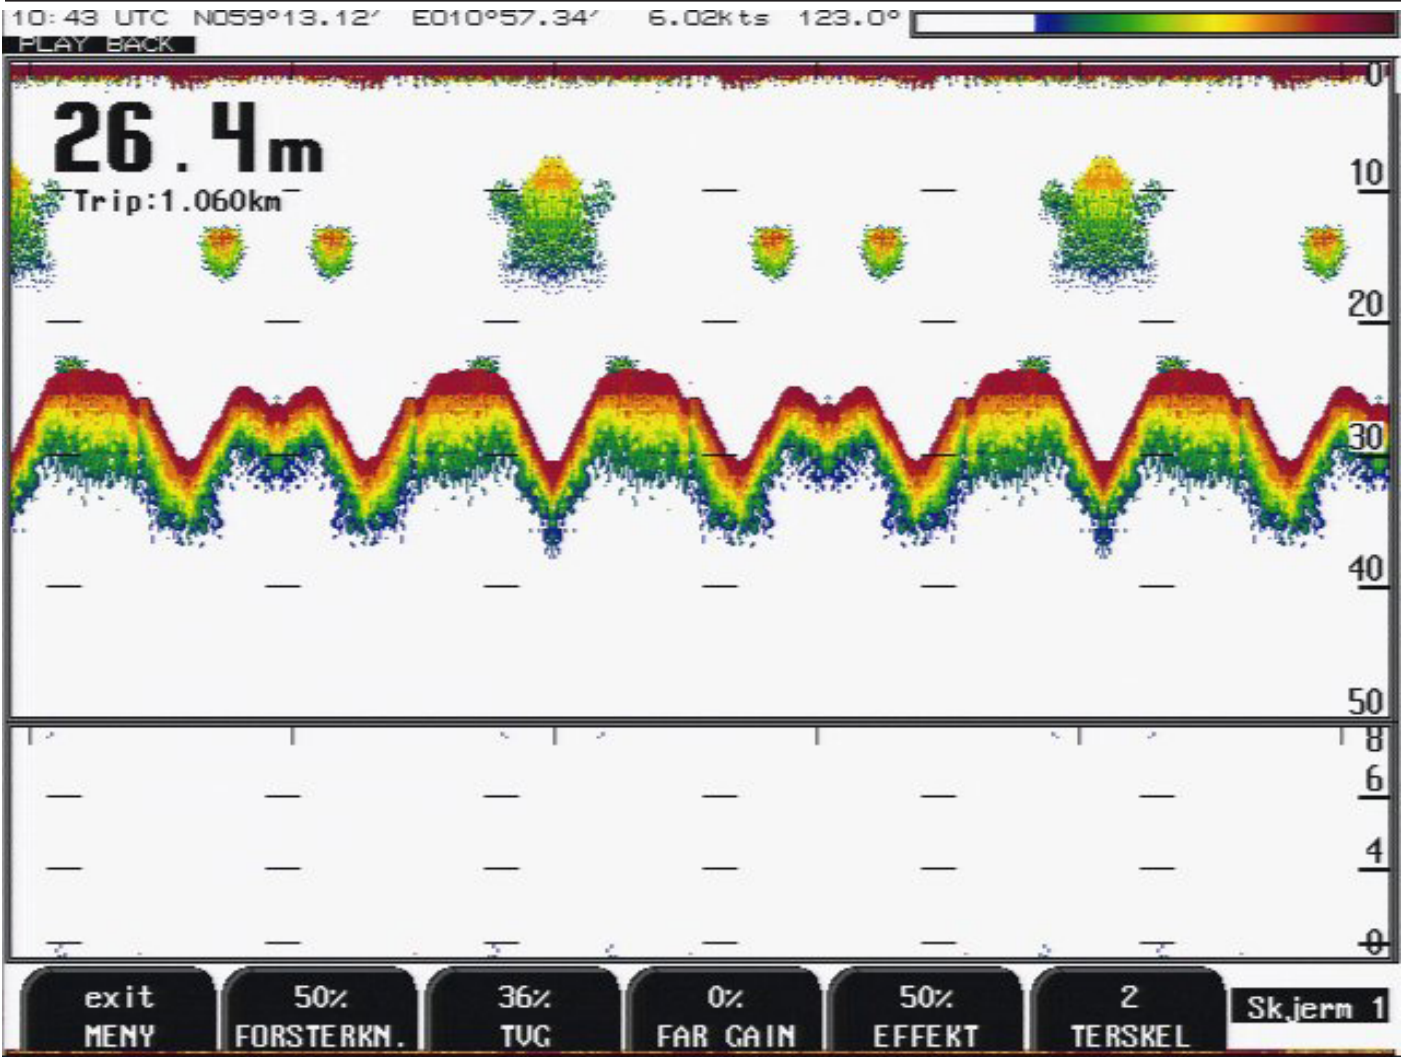 10:43 UTC N059°13.12' E010°57.34' 6.02kts 123.0°
PLAY BACK
0
26.4m
Trip:1.060km
10
20
30
40
50
8
6
4
0
exit 50% 36% 0% 50% 2
MENY FORSTERKN. TVG FAR GAIN EFFEKT TERSKEL
Skjerm 1